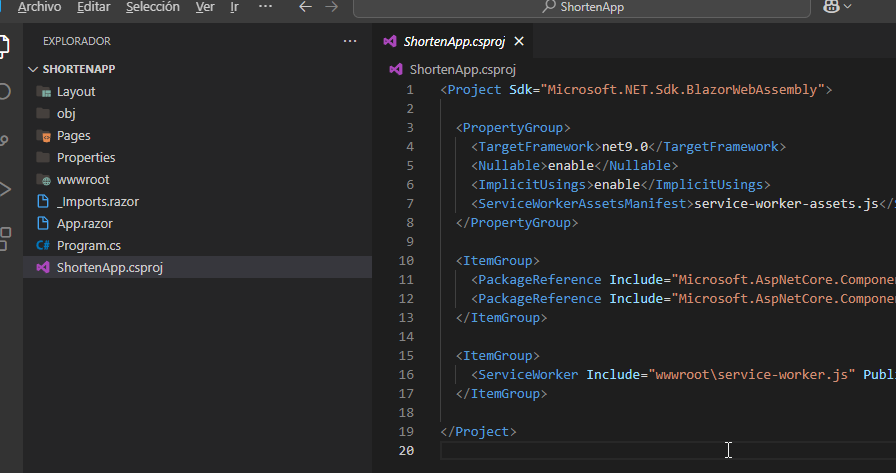 Archivo Editar Selección Ver Ir ··· ← → ShortenApp
EXPLORADOR ···
SHORTENAPP
Layout
obj
Pages
Properties
wwwroot
_Imports.razor
App.razor
C# Program.cs
ShortenApp.csproj
ShortenApp.csproj ×
ShortenApp.csproj
1 <Project Sdk="Microsoft.NET.Sdk.BlazorWebAssembly">
2
3 <PropertyGroup>
4 <TargetFramework>net9.0</TargetFramework>
5 <Nullable>enable</Nullable>
6 <ImplicitUsings>enable</ImplicitUsings>
7 <ServiceWorkerAssetsManifest>service-worker-assets.js</
8 </PropertyGroup>
9
10 <ItemGroup>
11 <PackageReference Include="Microsoft.AspNetCore.Compone
12 <PackageReference Include="Microsoft.AspNetCore.Compone
13 </ItemGroup>
14
15 <ItemGroup>
16 <ServiceWorker Include="wwwroot\service-worker.js" Publ
17 </ItemGroup>
18
19 </Project>
20